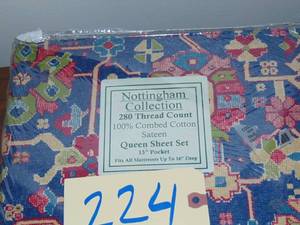 Nottingham
Collection
280 Thread Count
100% Combed Cotton
Sateen
Queen Sheet Set
15" Pocket
Fits All Mattresses Up To 16" Deep
224